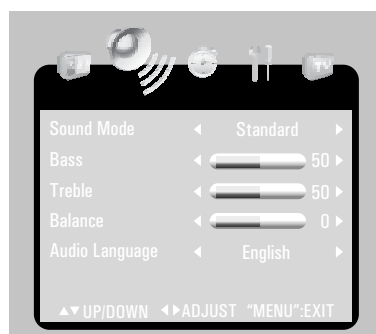 Sound Mode ◀ Standard ▶
Bass ◀ 50 ▶
Treble ◀ 50 ▶
Balance ◀ 0 ▶
Audio Language ◀ English ▶
▲▼ UP/DOWN ◀▶ ADJUST "MENU":EXIT